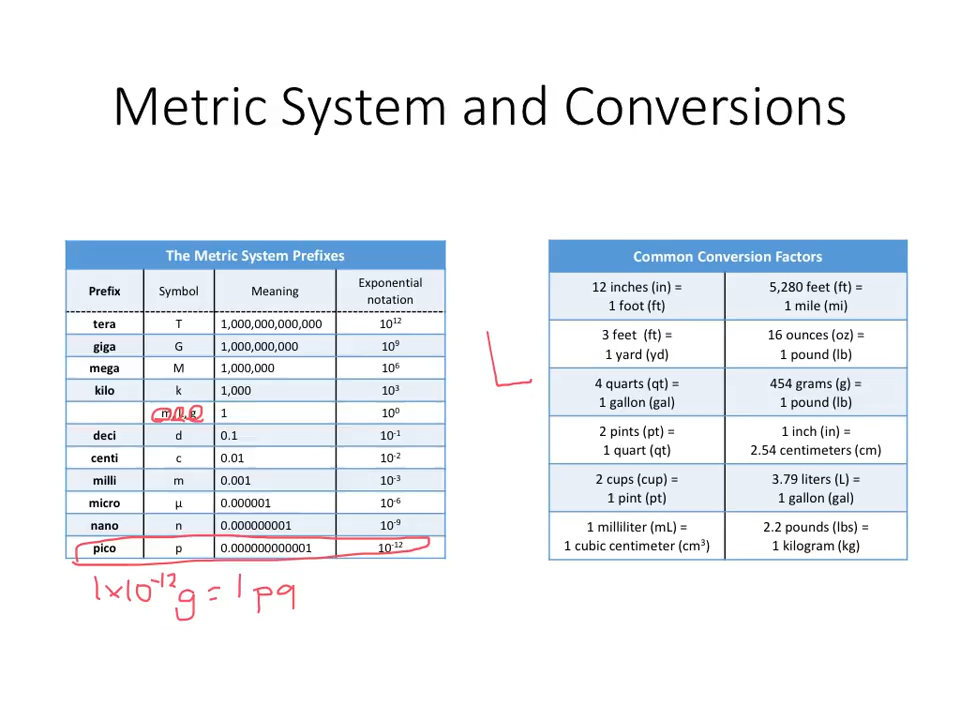 Metric System and Conversions
The Metric System Prefixes
Prefix Symbol Meaning Exponential notation
tera T 1,000,000,000,000 10¹²
giga G 1,000,000,000 10⁹
mega M 1,000,000 10⁶
kilo k 1,000 10³
m, L, g 1 10⁰
deci d 0.1 10⁻¹
centi c 0.01 10⁻²
milli m 0.001 10⁻³
micro µ 0.000001 10⁻⁶
nano n 0.000000001 10⁻⁹
pico p 0.000000000001 10⁻¹²
1x10⁻¹² g = 1 pg
L
Common Conversion Factors
12 inches (in) = 5,280 feet (ft) =
1 foot (ft) 1 mile (mi)
3 feet (ft) = 16 ounces (oz) =
1 yard (yd) 1 pound (lb)
4 quarts (qt) = 454 grams (g) =
1 gallon (gal) 1 pound (lb)
2 pints (pt) = 1 inch (in) =
1 quart (qt) 2.54 centimeters (cm)
2 cups (cup) = 3.79 liters (L) =
1 pint (pt) 1 gallon (gal)
1 milliliter (mL) = 2.2 pounds (lbs) =
1 cubic centimeter (cm³) 1 kilogram (kg)